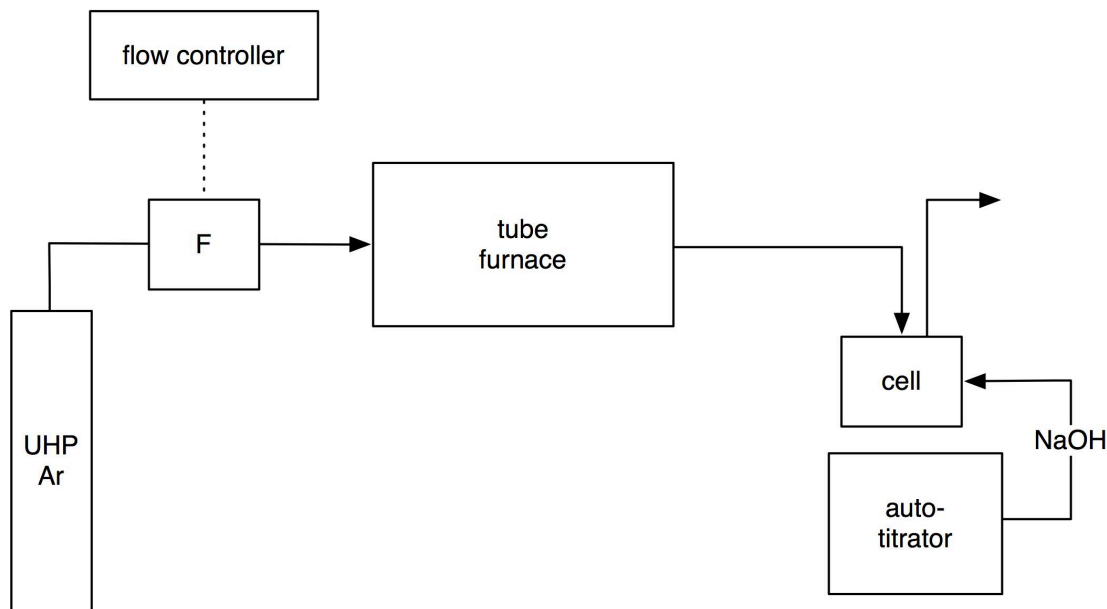 flow controller
F
tube
furnace
cell
UHP
Ar
NaOH
auto-
titrator